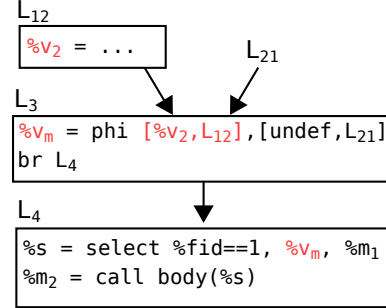 L12
%v2 = ...
L21
L3
%vm = phi [%v2,L12],[undef,L21]
br L4
L4
%s = select %fid==1, %vm, %m1
%m2 = call body(%s)